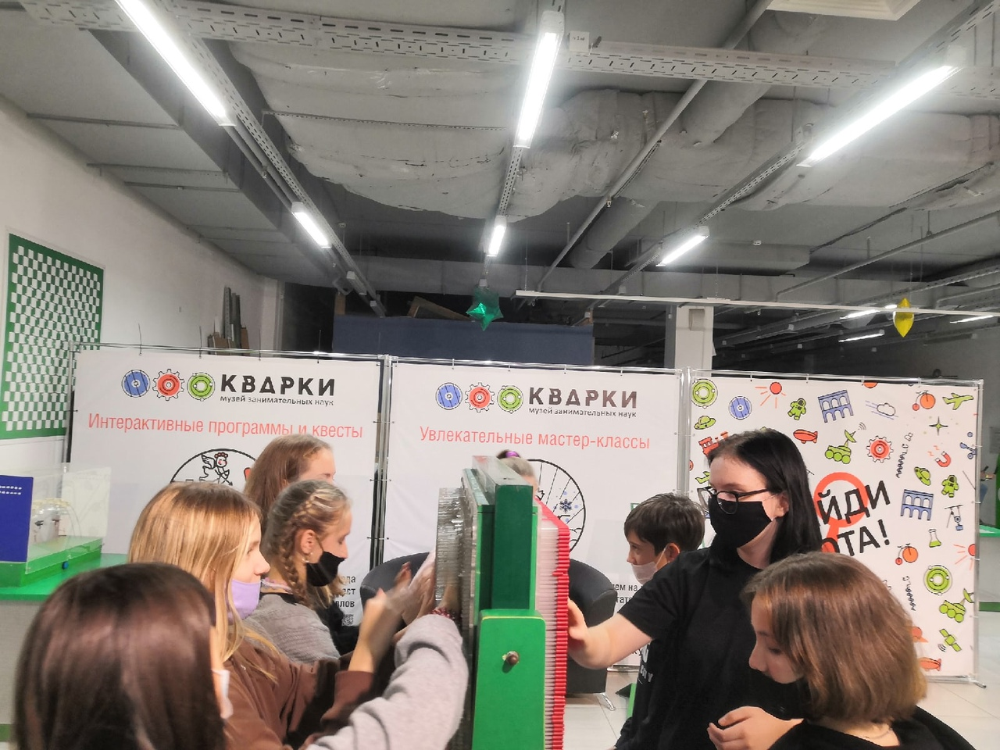 КВАРКИ
музей занимательных наук
Интерактивные программы и квесты
КВАРКИ
музей занимательных наук
Увлекательные мастер-классы
ЙДИ
ОТА!